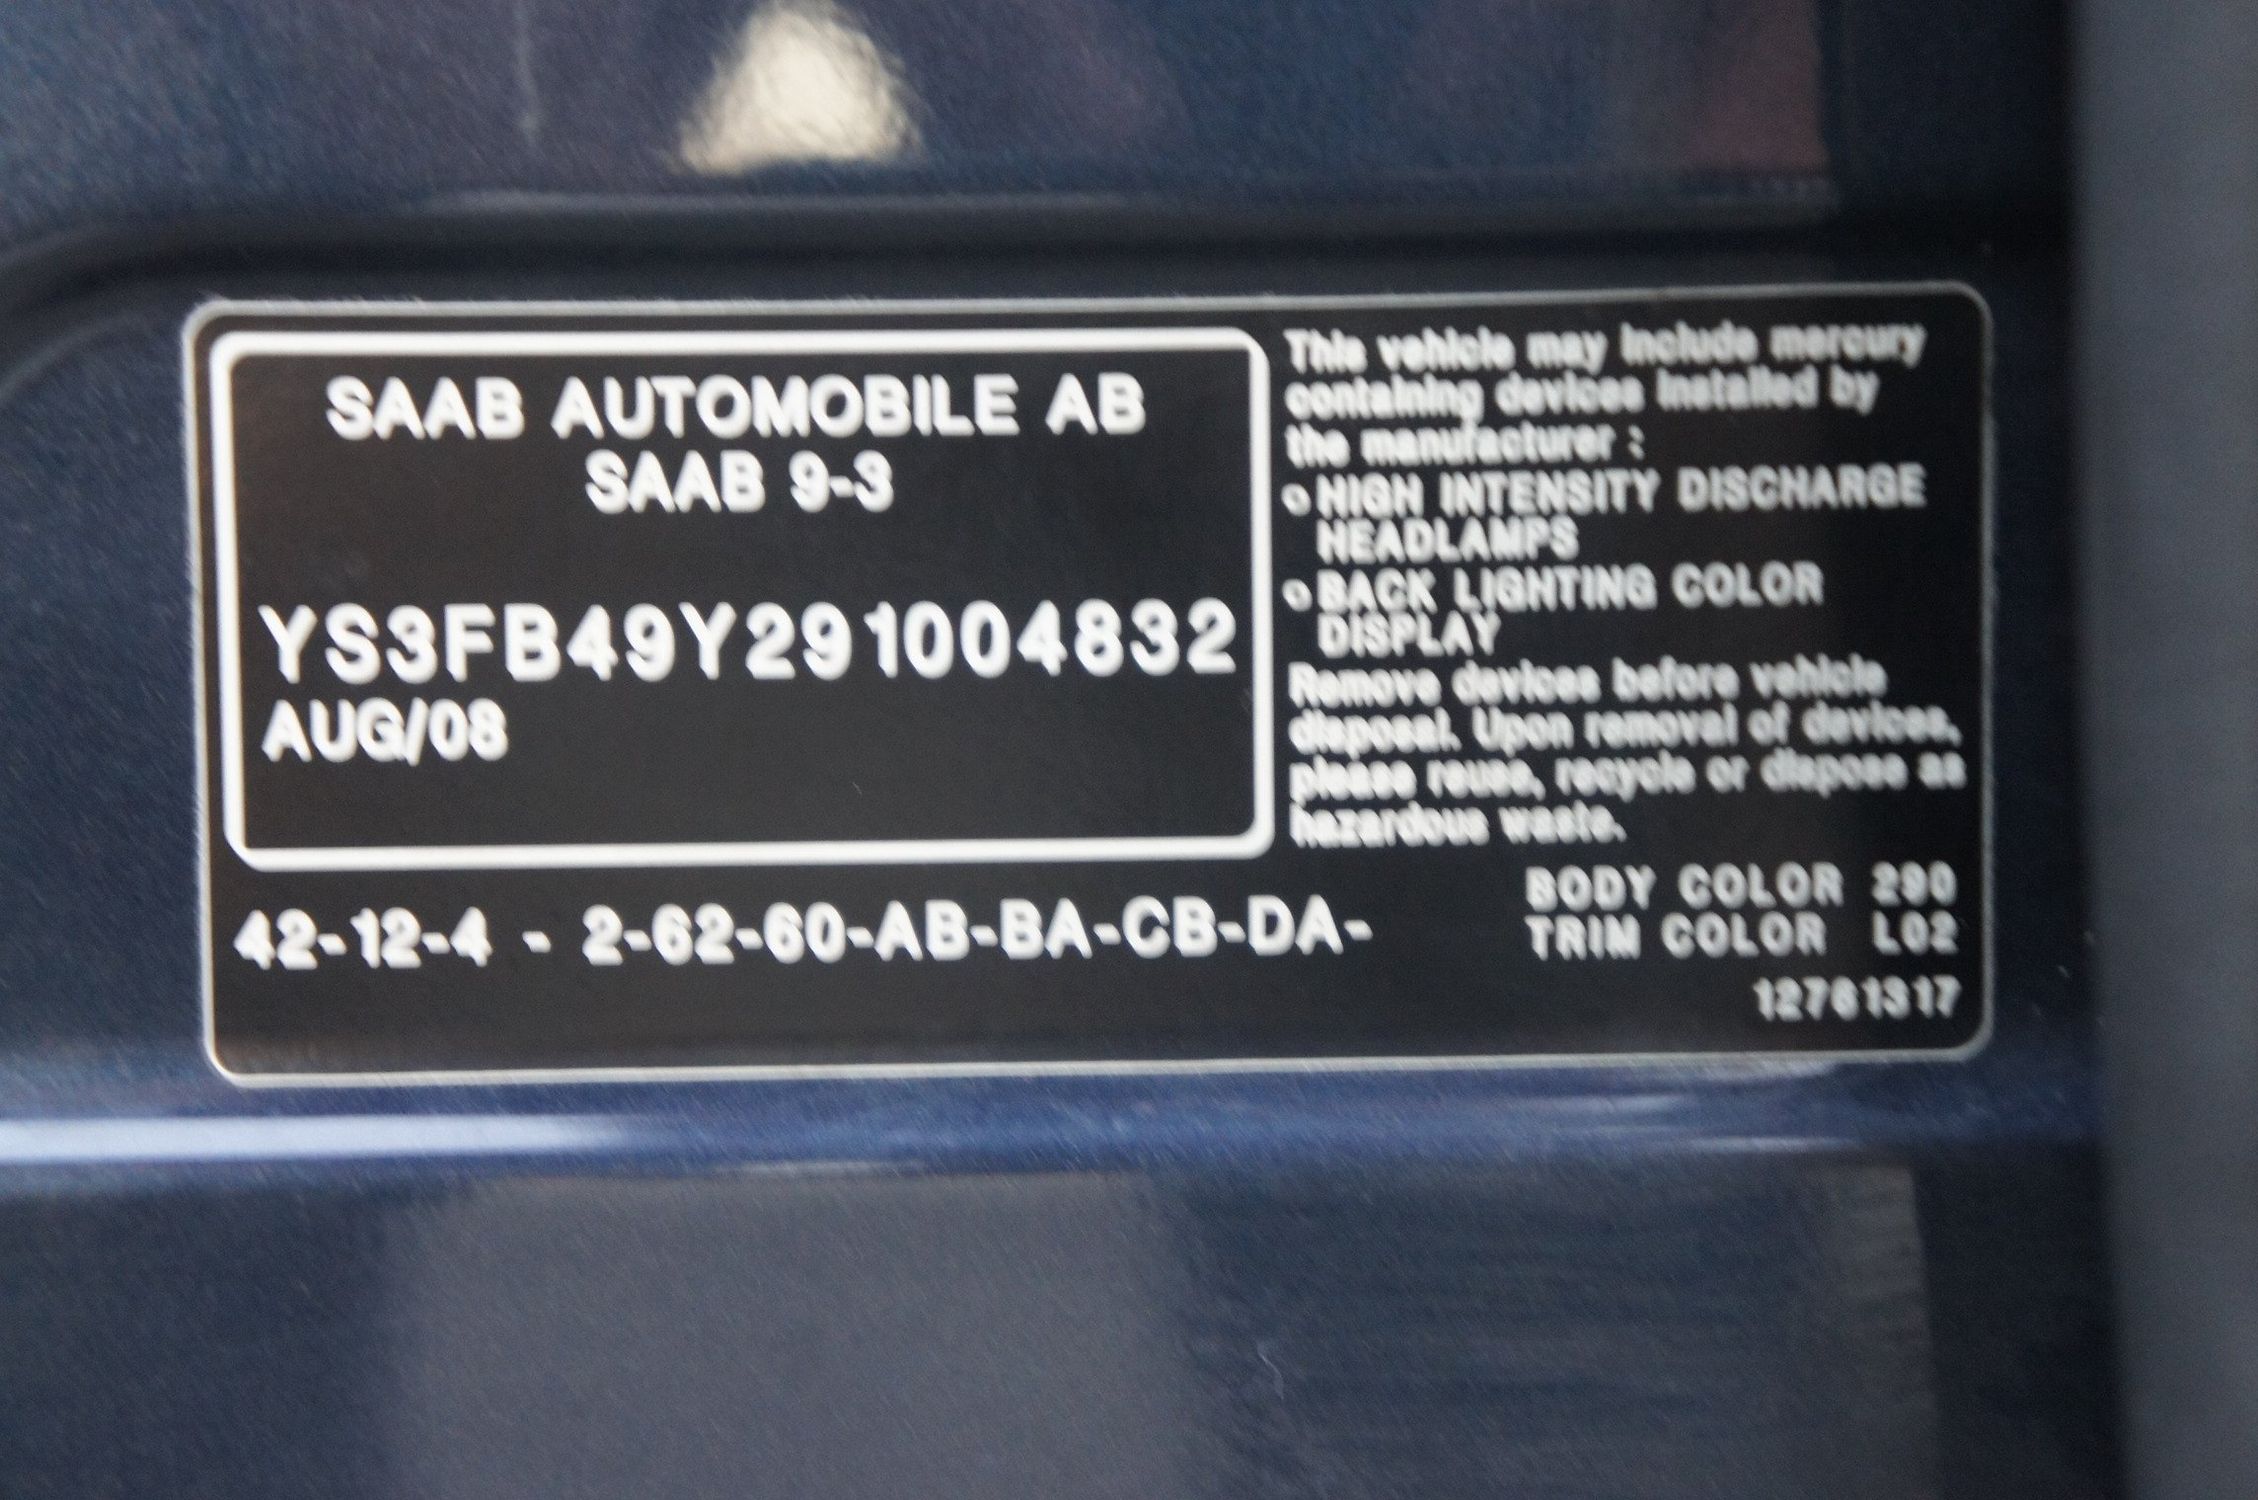 SAAB AUTOMOBILE AB
SAAB 9-3
YS3FB49Y291004832
AUG/08
This vehicle may include mercury
containing devices installed by
the manufacturer :
o HIGH INTENSITY DISCHARGE
HEADLAMPS
o BACK LIGHTING COLOR
DISPLAY
Remove devices before vehicle
disposal. Upon removal of devices,
please reuse, recycle or dispose as
hazardous waste.
42-12-4 - 2-62-60-AB-BA-CB-DA-
BODY COLOR 290
TRIM COLOR L02
12761317